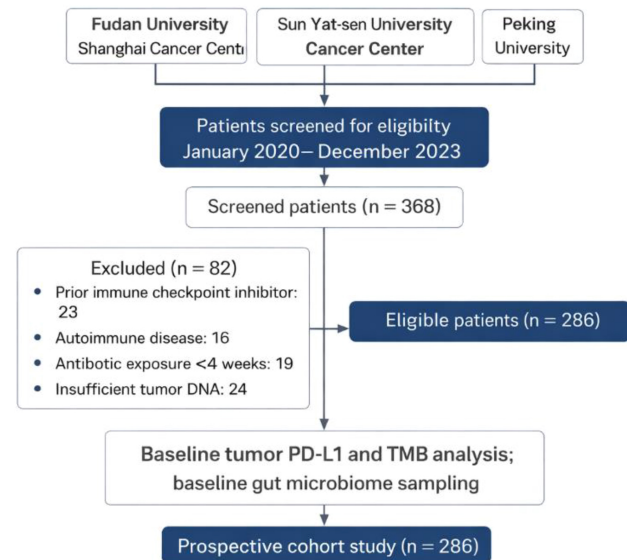 Fudan University
Shanghai Cancer Cent
Sun Yat-sen University
Cancer Center
Peking
University
Patients screened for eligibilty
January 2020– December 2023
Screened patients (n = 368)
Excluded (n = 82)
• Prior immune checkpoint inhibitor:
23
• Autoimmune disease: 16
• Antibotic exposure <4 weeks: 19
• Insufficient tumor DNA: 24
Eligible patients (n = 286)
Baseline tumor PD-L1 and TMB analysis;
baseline gut microbiome sampling
Prospective cohort study (n = 286)